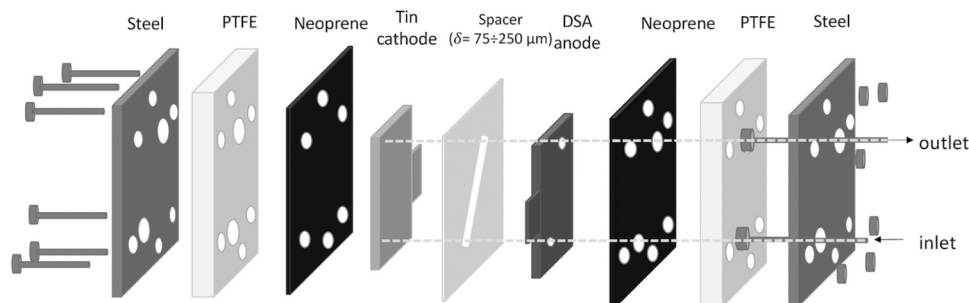 Steel
PTFE
Neoprene
Tin
cathode
Spacer
(δ= 75÷250 μm)
DSA
anode
Neoprene
PTFE
Steel
outlet
inlet